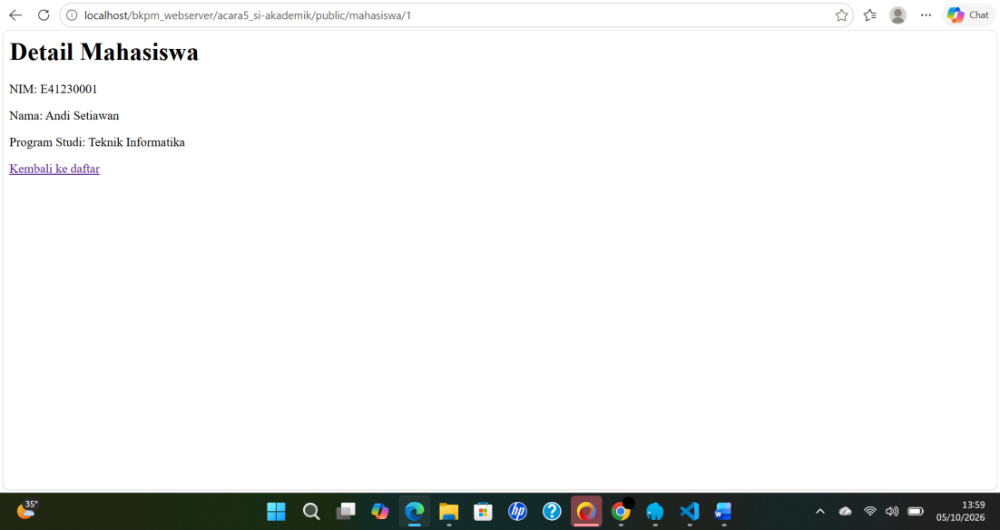 localhost/bkpm_webserver/acara5_si-akademik/public/mahasiswa/1
Chat
Detail Mahasiswa
NIM: E41230001
Nama: Andi Setiawan
Program Studi: Teknik Informatika
Kembali ke daftar
35°
13:59
05/10/2026